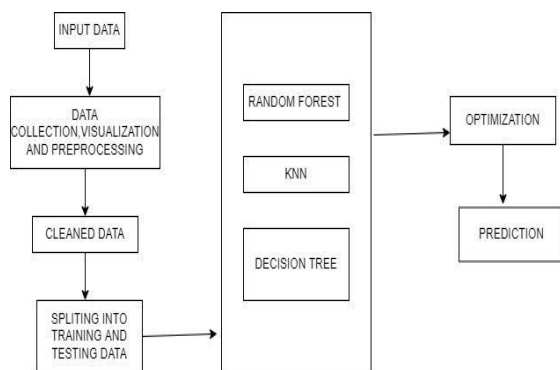 INPUT DATA
DATA
COLLECTION,VISUALIZATION
AND PREPROCESSING
CLEANED DATA
SPLITING INTO
TRAINING AND
TESTING DATA
RANDOM FOREST
KNN
DECISION TREE
OPTIMIZATION
PREDICTION